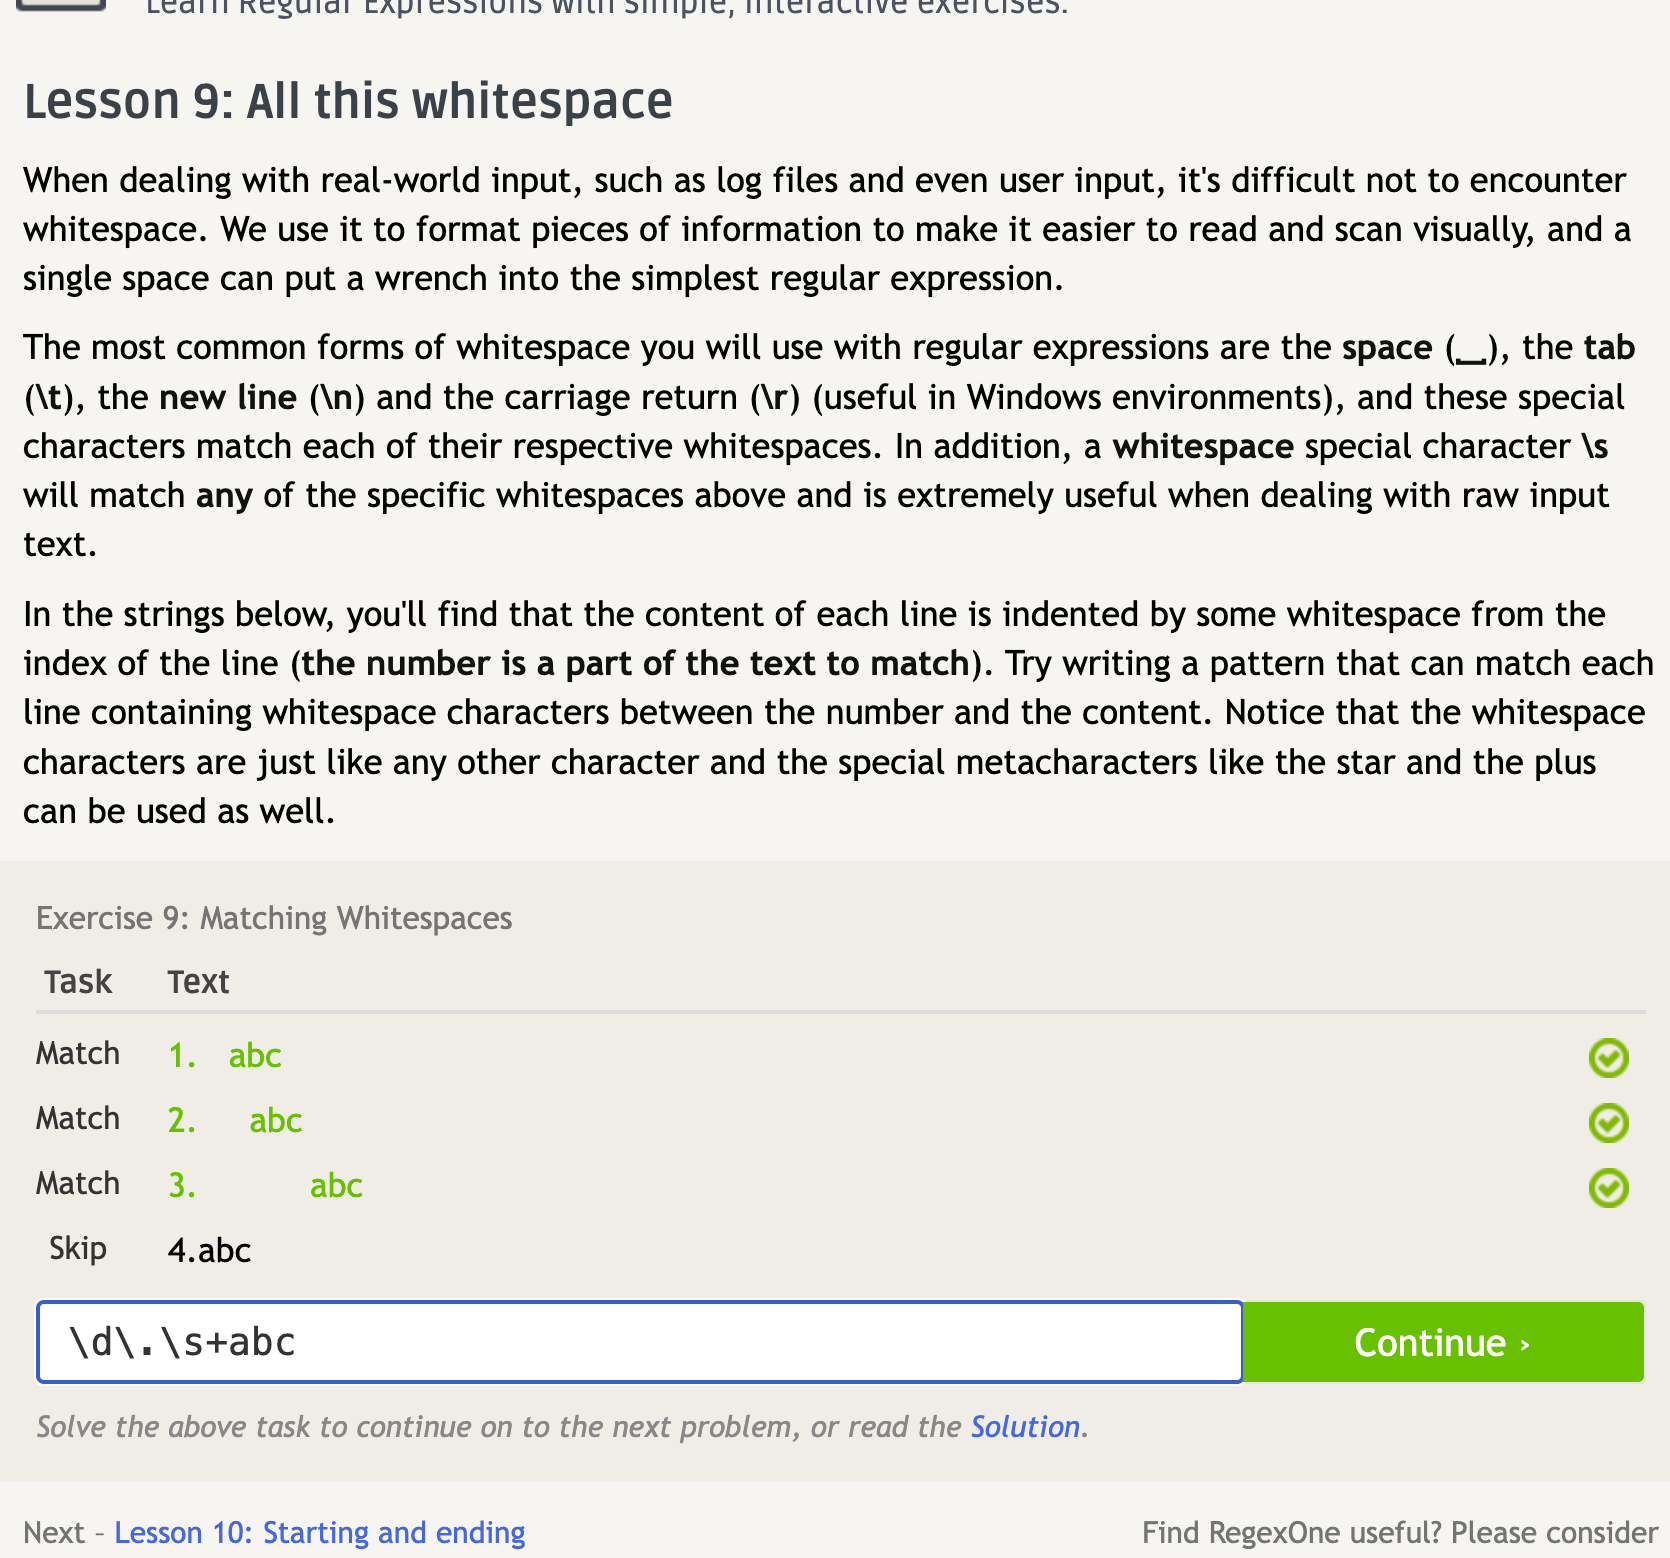 Learn Regular Expressions with simple, interactive exercises.
Lesson 9: All this whitespace
When dealing with real-world input, such as log files and even user input, it's difficult not to encounter
whitespace. We use it to format pieces of information to make it easier to read and scan visually, and a
single space can put a wrench into the simplest regular expression.
The most common forms of whitespace you will use with regular expressions are the space (␣), the tab
(\t), the new line (\n) and the carriage return (\r) (useful in Windows environments), and these special
characters match each of their respective whitespaces. In addition, a whitespace special character \s
will match any of the specific whitespaces above and is extremely useful when dealing with raw input
text.
In the strings below, you'll find that the content of each line is indented by some whitespace from the
index of the line (the number is a part of the text to match). Try writing a pattern that can match each
line containing whitespace characters between the number and the content. Notice that the whitespace
characters are just like any other character and the special metacharacters like the star and the plus
can be used as well.
Exercise 9: Matching Whitespaces
Task Text
Match 1.   abc
Match 2.     abc
Match 3.           abc
Skip 4.abc
\d\.\s+abc
Continue ›
Solve the above task to continue on to the next problem, or read the Solution.
Next – Lesson 10: Starting and ending
Find RegexOne useful? Please consider